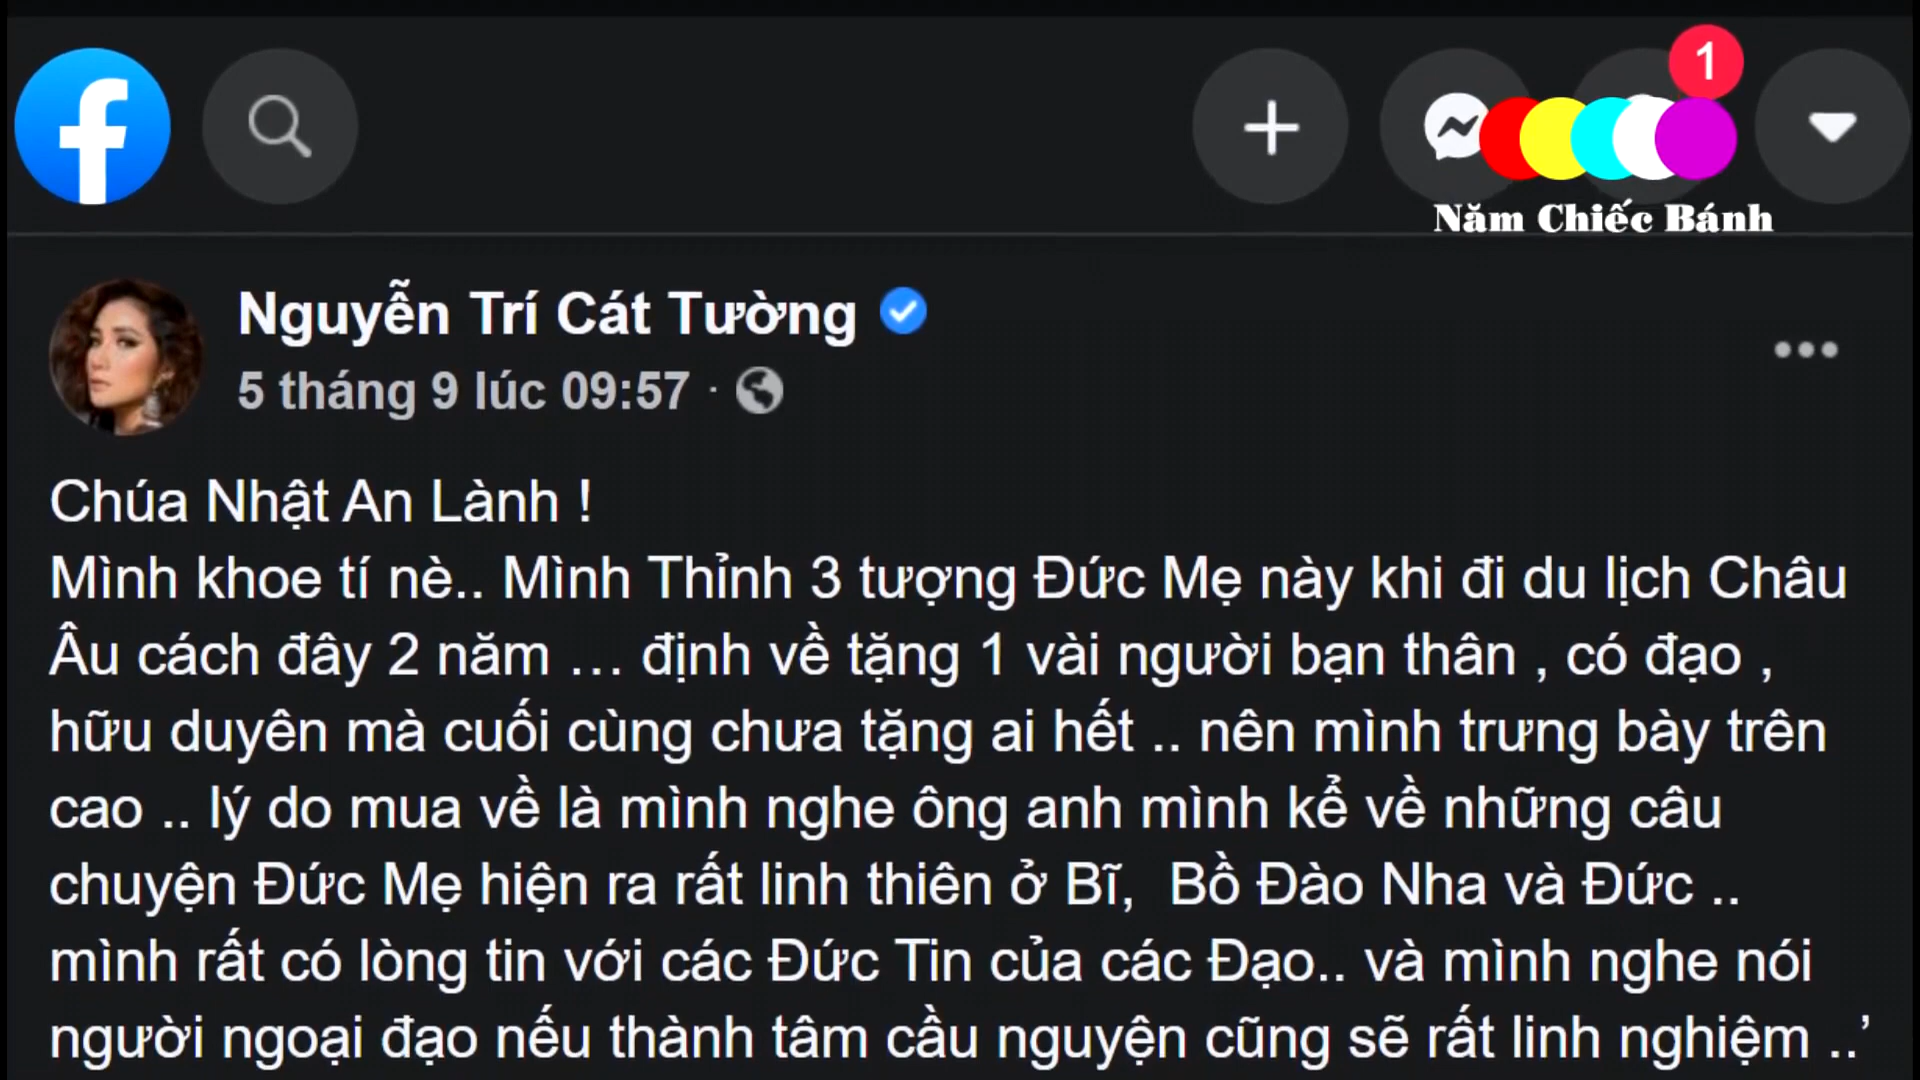 1
Năm Chiếc Bánh
Nguyễn Trí Cát Tường
5 tháng 9 lúc 09:57 ·
Chúa Nhật An Lành !
Mình khoe tí nè.. Mình Thỉnh 3 tượng Đức Mẹ này khi đi du lịch Châu
Âu cách đây 2 năm … định về tặng 1 vài người bạn thân , có đạo ,
hữu duyên mà cuối cùng chưa tặng ai hết .. nên mình trưng bày trên
cao .. lý do mua về là mình nghe ông anh mình kể về những câu
chuyện Đức Mẹ hiện ra rất linh thiên ở Bĩ, Bồ Đào Nha và Đức ..
mình rất có lòng tin với các Đức Tin của các Đạo.. và mình nghe nói
người ngoại đạo nếu thành tâm cầu nguyện cũng sẽ rất linh nghiệm ..’